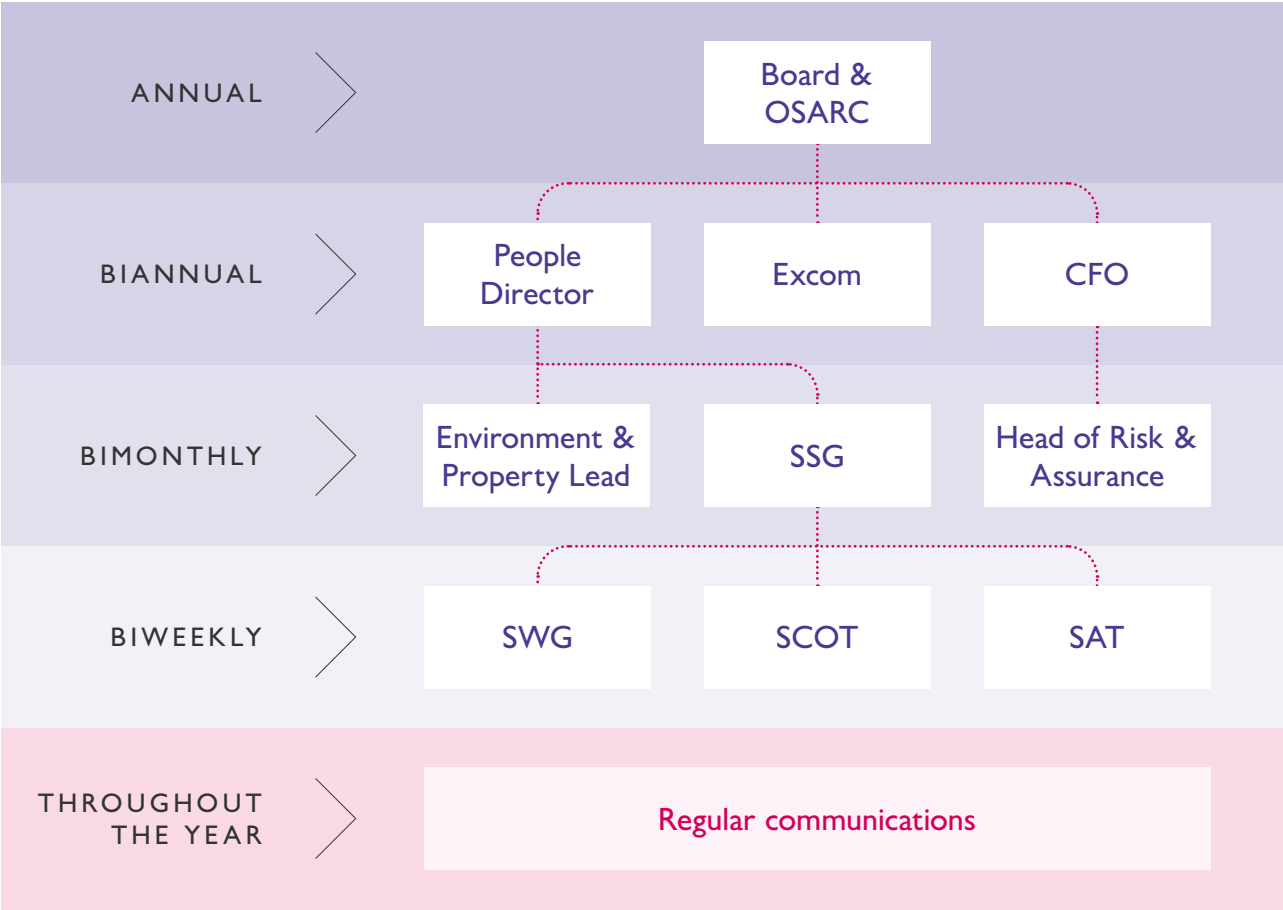 ANNUAL
Board &
OSARC
BIANNUAL
People
Director
Excom
CFO
BIMONTHLY
Environment &
Property Lead
SSG
Head of Risk &
Assurance
BIWEEKLY
SWG
SCOT
SAT
THROUGHOUT
THE YEAR
Regular communications